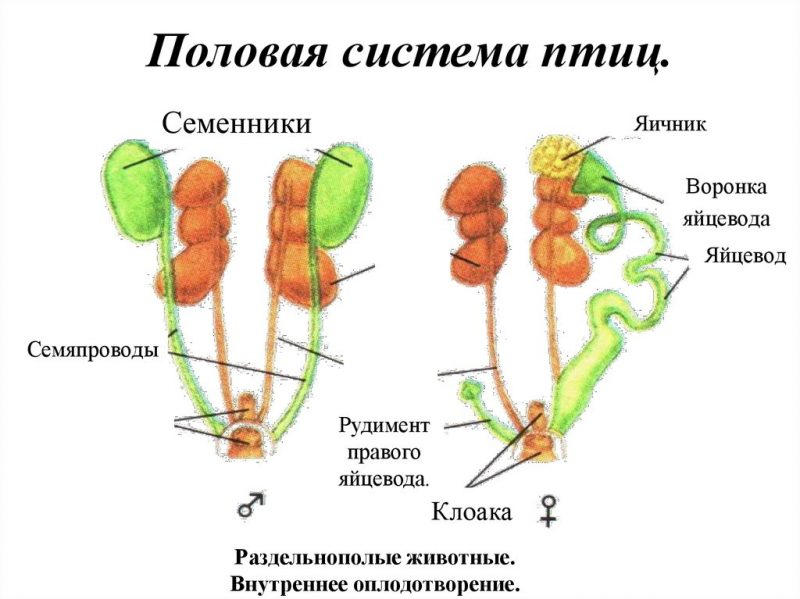 Половая система птиц.
Семенники
Яичник
Воронка
яйцевода
Яйцевод
Семяпроводы
Рудимент
правого
яйцевода.
Клоака
♂
♀
Раздельнополые животные.
Внутреннее оплодотворение.